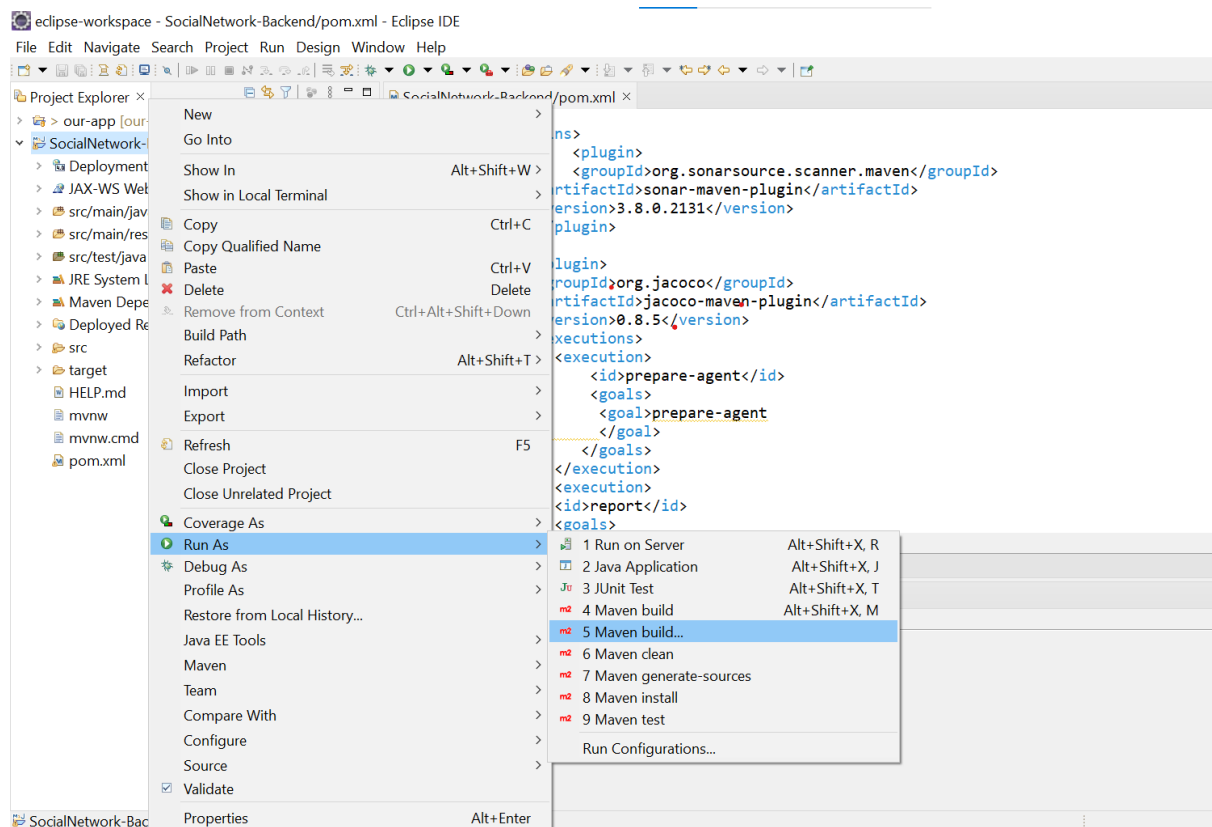 eclipse-workspace - SocialNetwork-Backend/pom.xml - Eclipse IDE
File Edit Navigate Search Project Run Design Window Help
Project Explorer
SocialNetwork-Backend/pom.xml
> our-app [our-
SocialNetwork-
Deployment
JAX-WS Web
src/main/jav
src/main/res
src/test/java
JRE System L
Maven Depe
Deployed Re
src
target
HELP.md
mvnw
mvnw.cmd
pom.xml
SocialNetwork-Bac
New
Go Into
Show In Alt+Shift+W
Show in Local Terminal
Copy Ctrl+C
Copy Qualified Name
Paste Ctrl+V
Delete Delete
Remove from Context Ctrl+Alt+Shift+Down
Build Path
Refactor Alt+Shift+T
Import
Export
Refresh F5
Close Project
Close Unrelated Project
Coverage As
Run As
Debug As
Profile As
Restore from Local History...
Java EE Tools
Maven
Team
Compare With
Configure
Source
Validate
Properties Alt+Enter
ns>
<plugin>
<groupId>org.sonarsource.scanner.maven</groupId>
rtifactId>sonar-maven-plugin</artifactId>
ersion>3.8.0.2131</version>
plugin>
lugin>
roupId>org.jacoco</groupId>
rtifactId>jacoco-maven-plugin</artifactId>
ersion>0.8.5</version>
xecutions>
<execution>
<id>prepare-agent</id>
<goals>
<goal>prepare-agent
</goal>
</goals>
</execution>
<execution>
<id>report</id>
<goals>
1 Run on Server Alt+Shift+X, R
2 Java Application Alt+Shift+X, J
Ju 3 JUnit Test Alt+Shift+X, T
m2 4 Maven build Alt+Shift+X, M
m2 5 Maven build...
m2 6 Maven clean
m2 7 Maven generate-sources
m2 8 Maven install
m2 9 Maven test
Run Configurations...